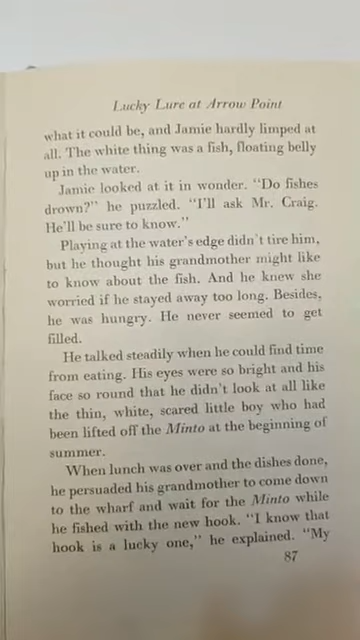 Lucky Lure at Arrow Point
what it could be, and Jamie hardly limped at
all. The white thing was a fish, floating belly
up in the water.
Jamie looked at it in wonder. "Do fishes
drown?" he puzzled. "I'll ask Mr. Craig.
He'll be sure to know."
Playing at the water's edge didn't tire him,
but he thought his grandmother might like
to know about the fish. And he knew she
worried if he stayed away too long. Besides,
he was hungry. He never seemed to get
filled.
He talked steadily when he could find time
from eating. His eyes were so bright and his
face so round that he didn't look at all like
the thin, white, scared little boy who had
been lifted off the Minto at the beginning of
summer.
When lunch was over and the dishes done,
he persuaded his grandmother to come down
to the wharf and wait for the Minto while
he fished with the new hook. "I know that
hook is a lucky one," he explained. "My
87